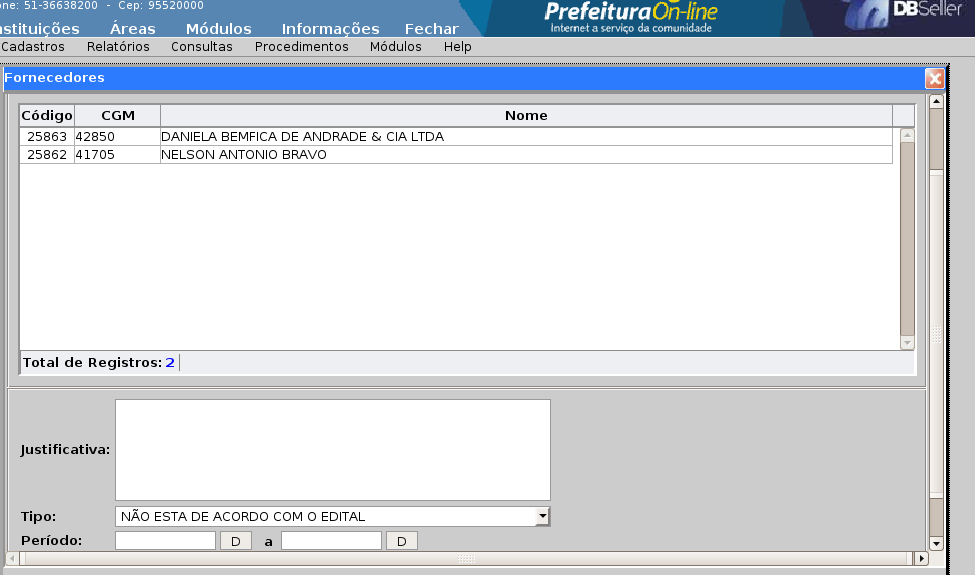 ne: 51-36638200 - Cep: 95520000
PrefeituraOn-line
Internet a serviço da comunidade
DBSeller
nstituições Áreas Módulos Informações Fechar
Cadastros Relatórios Consultas Procedimentos Módulos Help
Fornecedores
Código CGM Nome
25863 42850 DANIELA BEMFICA DE ANDRADE & CIA LTDA
25862 41705 NELSON ANTONIO BRAVO
Total de Registros: 2
Justificativa:
Tipo: NÃO ESTA DE ACORDO COM O EDITAL
Período: D a D